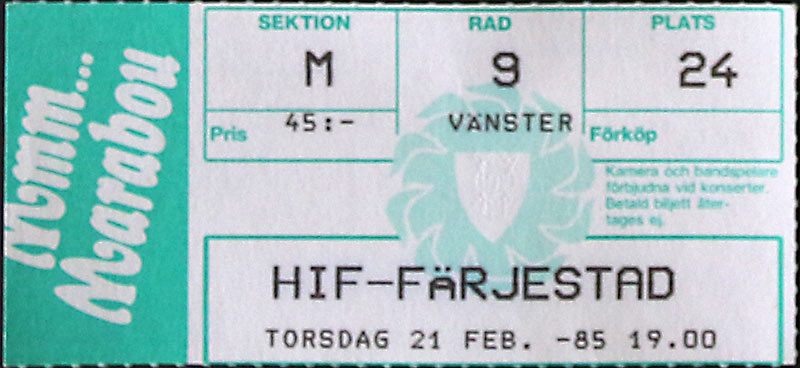 Mmm...
Marabou
SEKTION RAD PLATS
M 9 24
Pris 45:- VÄNSTER Förköp
Kamera och bandspelare
förbjudna vid konserter.
Betald biljett åter-
tages ej.
HIF-FÄRJESTAD
TORSDAG 21 FEB. -85 19.00